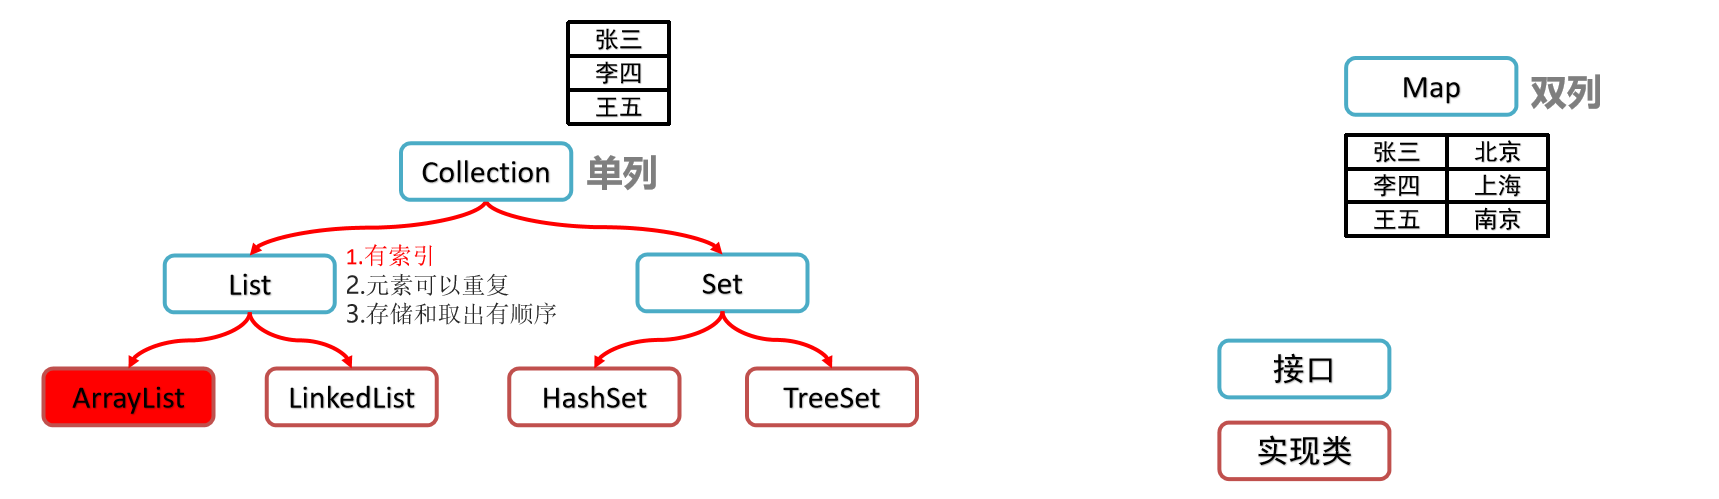 张三
李四
王五
Collection
单列
List
1.有索引
2.元素可以重复
3.存储和取出有顺序
Set
ArrayList
LinkedList
HashSet
TreeSet
Map
双列
张三 北京
李四 上海
王五 南京
接口
实现类